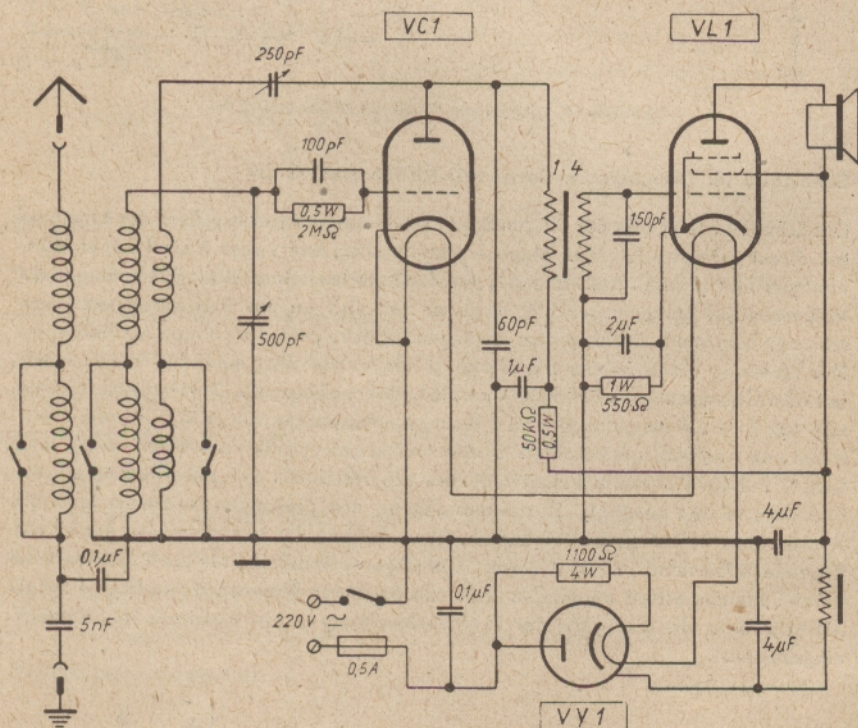 VC1
VL1
250pF
100pF
0,5W
2MΩ
1,4
150pF
500pF
60pF
2µF
1µF
1W
550Ω
50KΩ
0,5W
4µF
0,1µF
1100Ω
4W
0,1µF
5nF
220V ≂
0,5A
4µF
VY1